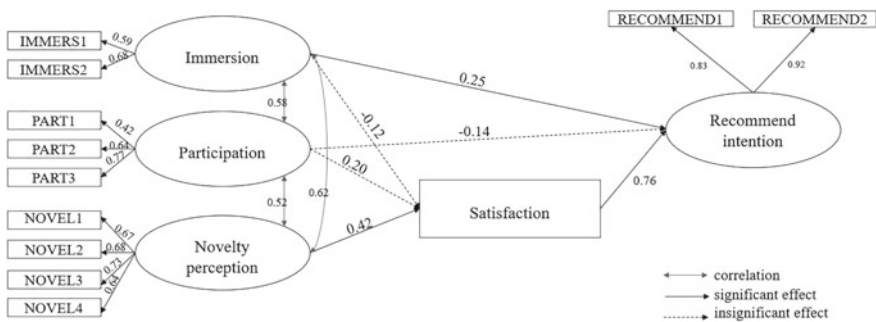 RECOMMEND1
RECOMMEND2
IMMERS1
0.59
IMMERS2
0.68
Immersion
0.83
0.92
0.25
0.58
-0.12
Recommend
intention
PART1
0.42
PART2
0.64
PART3
0.77
Participation
-0.14
0.20
0.52
0.62
0.76
0.42
Satisfaction
NOVEL1
0.67
NOVEL2
0.68
NOVEL3
0.73
NOVEL4
0.64
Novelty
perception
correlation
significant effect
insignificant effect